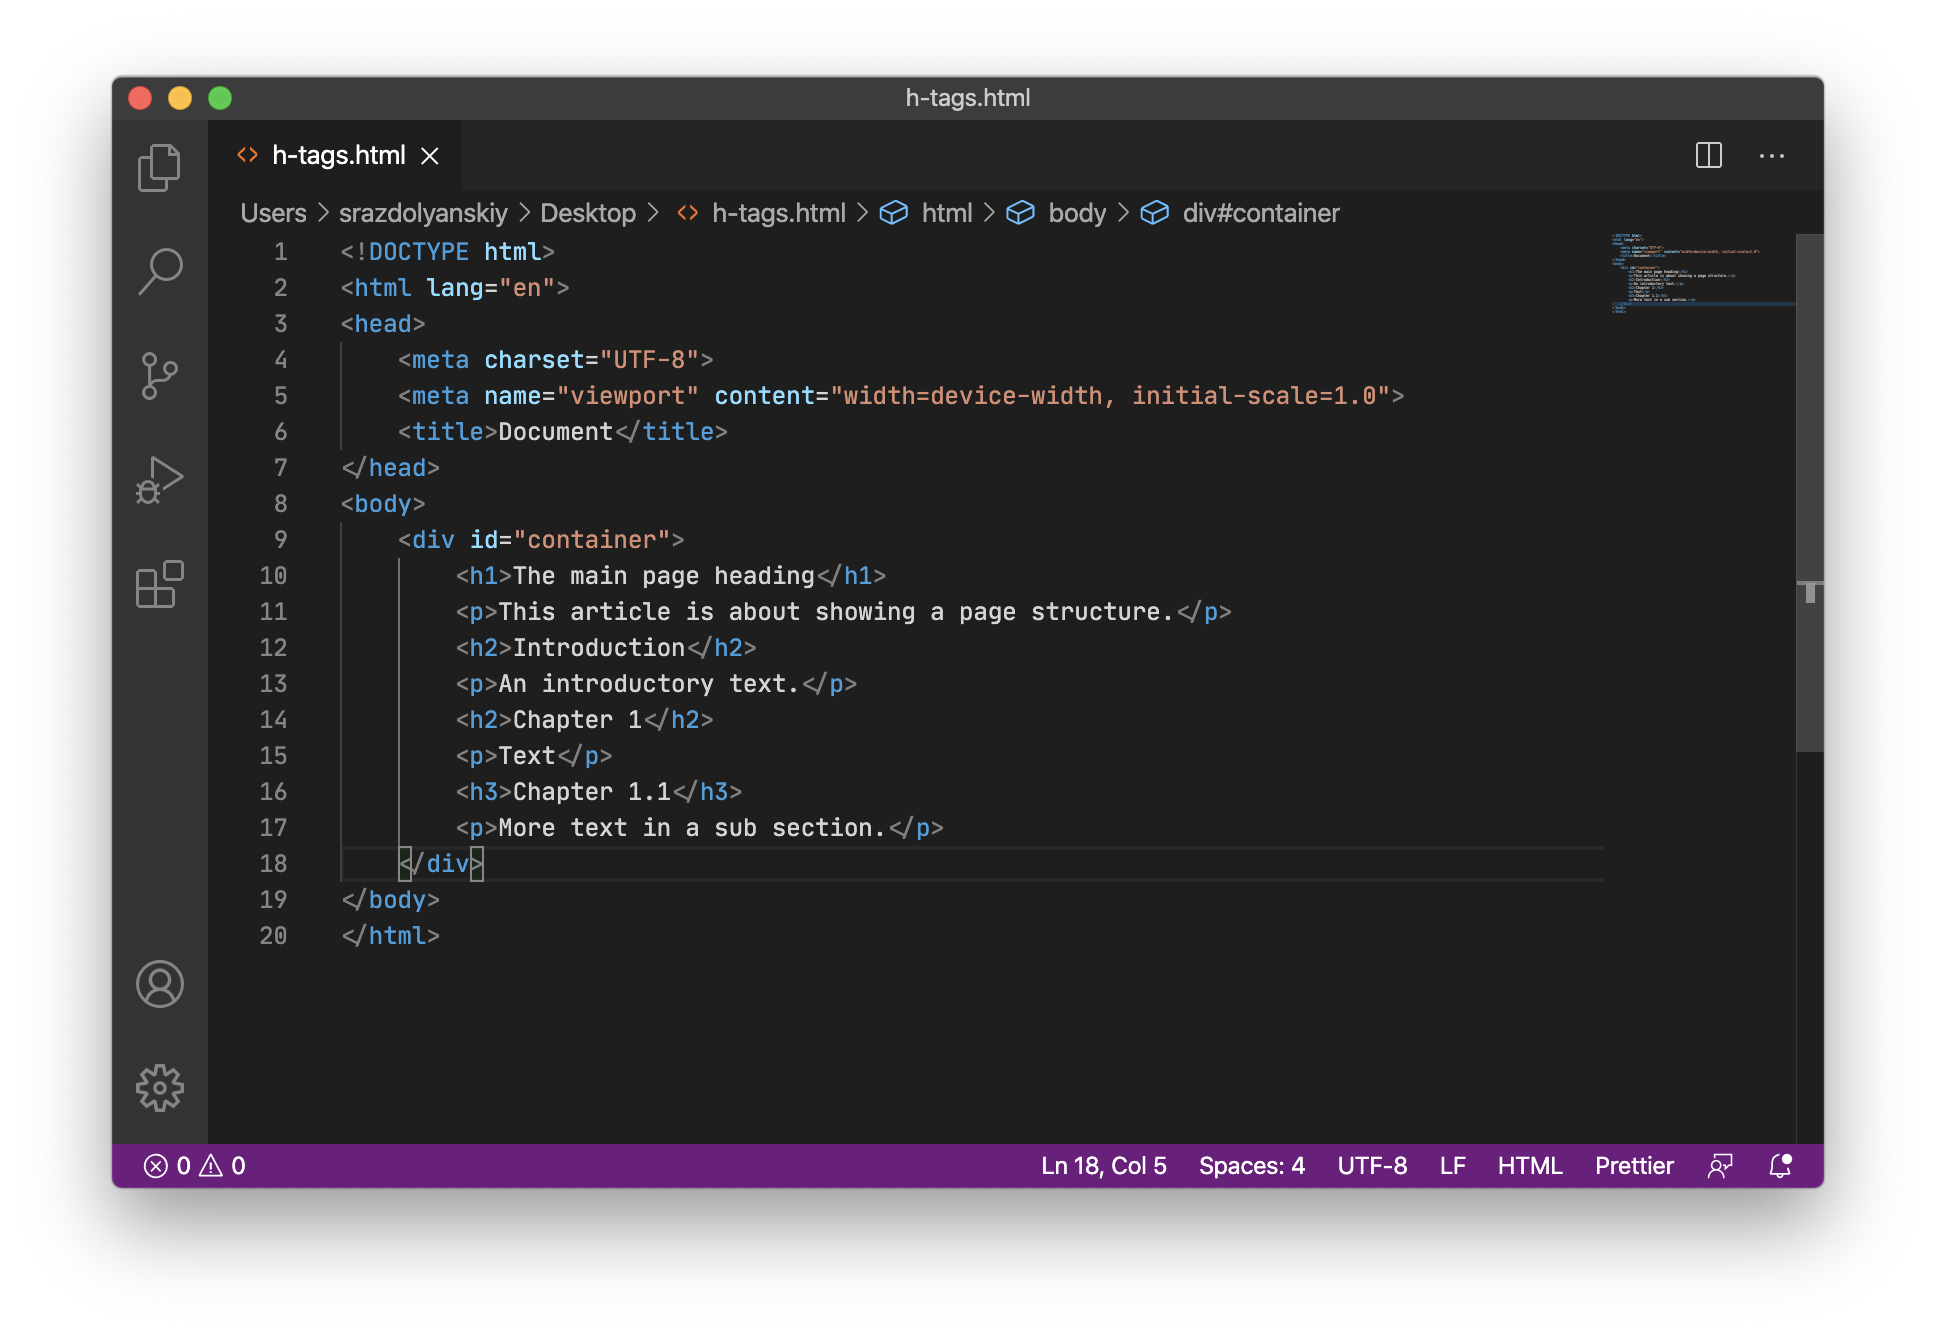 h-tags.html
h-tags.html
Users > srazdolyanskiy > Desktop > h-tags.html > html > body > div#container
1 <!DOCTYPE html>
2 <html lang="en">
3 <head>
4     <meta charset="UTF-8">
5     <meta name="viewport" content="width=device-width, initial-scale=1.0">
6     <title>Document</title>
7 </head>
8 <body>
9     <div id="container">
10         <h1>The main page heading</h1>
11         <p>This article is about showing a page structure.</p>
12         <h2>Introduction</h2>
13         <p>An introductory text.</p>
14         <h2>Chapter 1</h2>
15         <p>Text</p>
16         <h3>Chapter 1.1</h3>
17         <p>More text in a sub section.</p>
18     </div>
19 </body>
20 </html>
0 0 Ln 18, Col 5 Spaces: 4 UTF-8 LF HTML Prettier